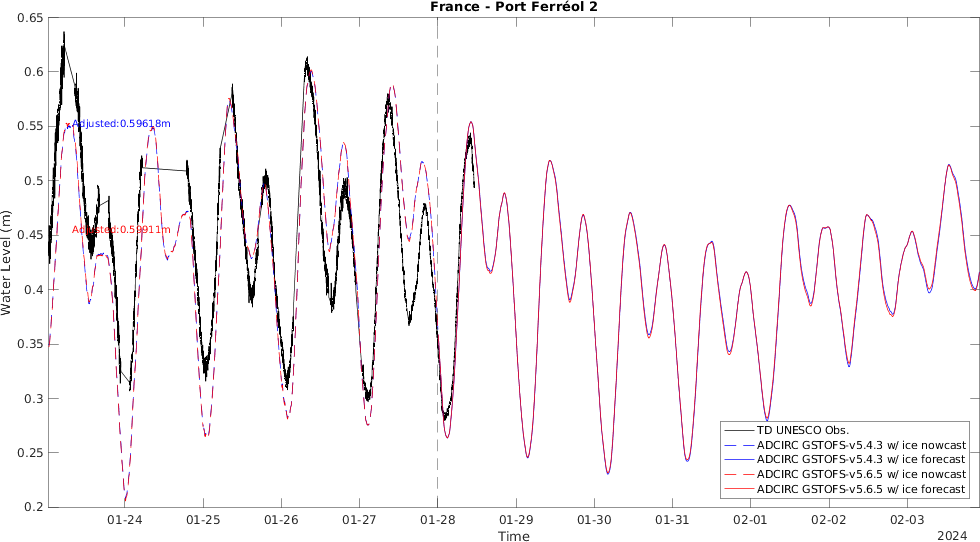 France - Port Ferréol 2
Water Level (m)
0.65
0.6
0.55
0.5
0.45
0.4
0.35
0.3
0.25
0.2
Adjusted:0.59618m
Adjusted:0.59911m
TD UNESCO Obs.
ADCIRC GSTOFS-v5.4.3 w/ ice nowcast
ADCIRC GSTOFS-v5.4.3 w/ ice forecast
ADCIRC GSTOFS-v5.6.5 w/ ice nowcast
ADCIRC GSTOFS-v5.6.5 w/ ice forecast
01-24 01-25 01-26 01-27 01-28 01-29 01-30 01-31 02-01 02-02 02-03
Time
2024